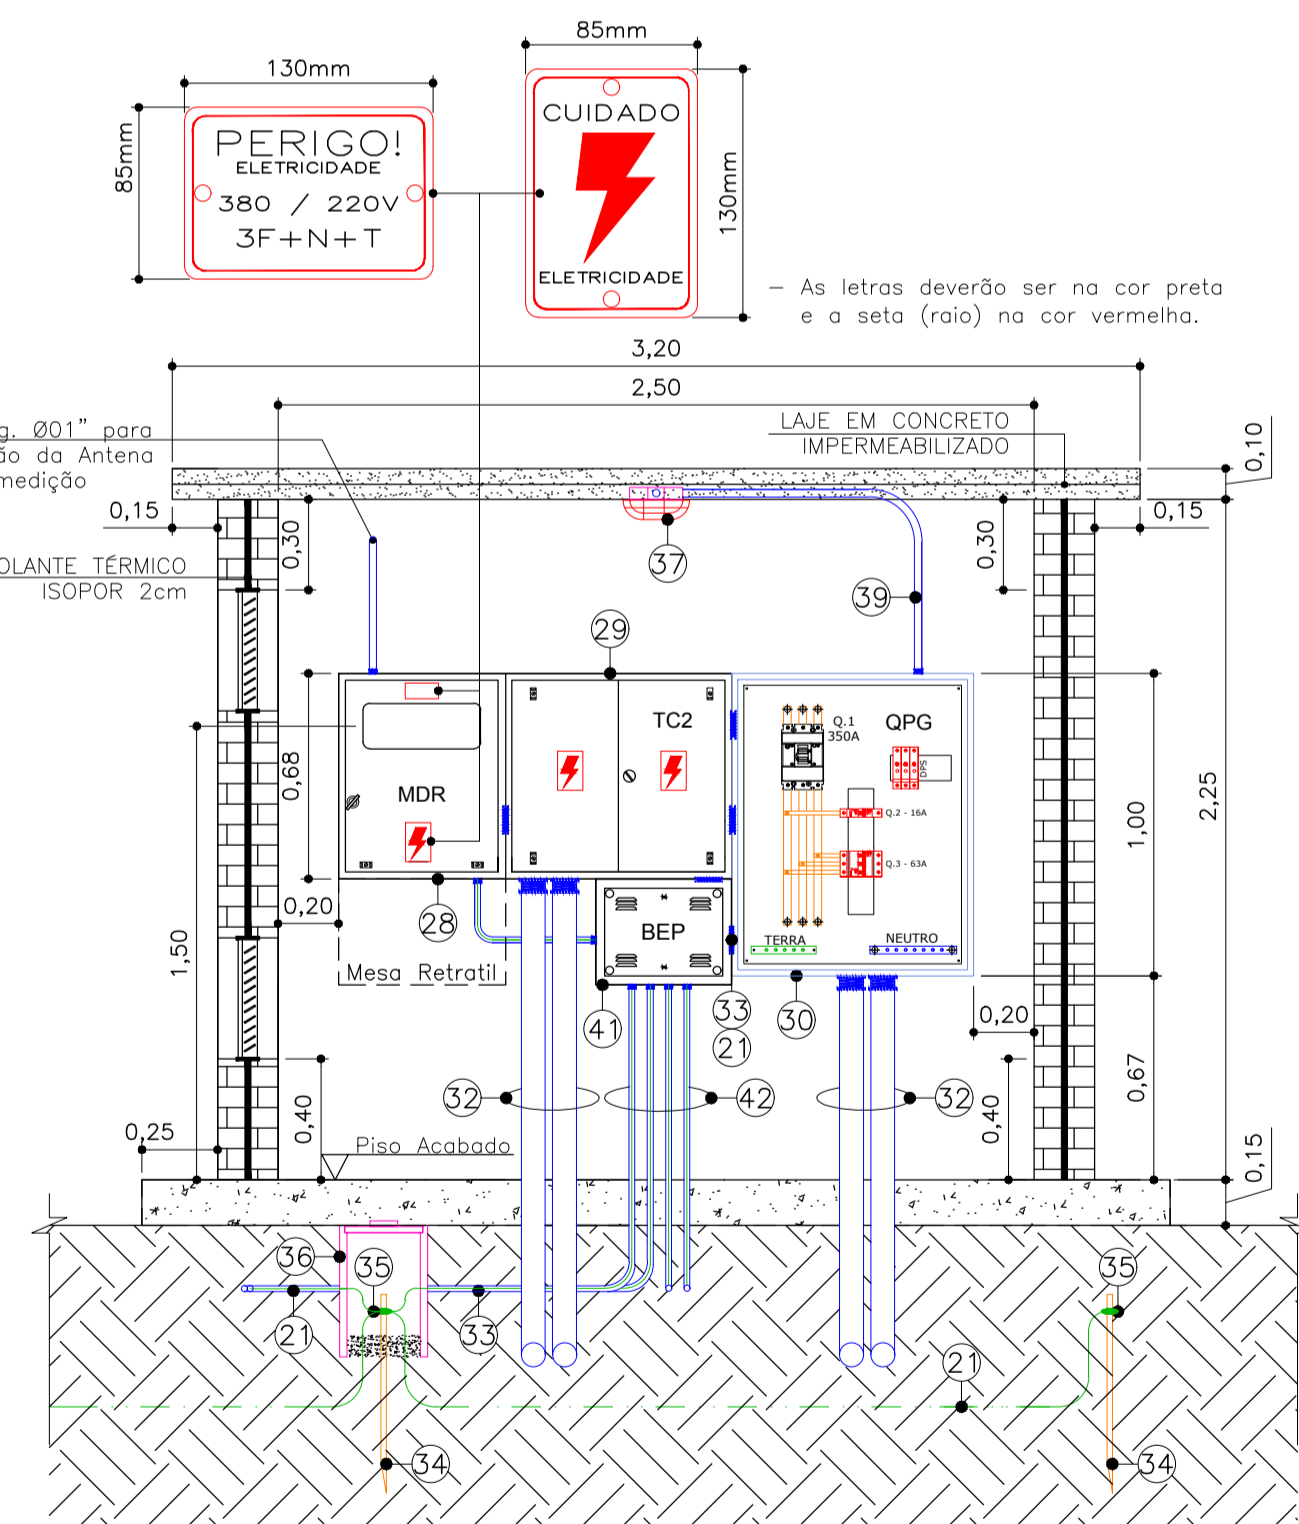 85mm
130mm
CUIDADO
ELETRICIDADE
130mm
85mm
PERIGO!
ELETRICIDADE
380 / 220V
3F+N+T
– As letras deverão ser na cor preta
e a seta (raio) na cor vermelha.
3,20
2,50
LAJE EM CONCRETO
IMPERMEABILIZADO
0,10
Ø01" para
da Antena
0,15
0,30
0,30
0,15
ISOPOR 2cm
TÉRMICO
37
39
29
MDR
TC2
Q.1
350A
QPG
DPS
Q.2 - 16A
Q.3 - 63A
TERRA
NEUTRO
0,68
1,50
1,00
2,25
0,20
28
Mesa Retratil
BEP
41
33
21
30
0,20
0,67
32
42
32
0,25
0,40
Piso Acabado
0,40
0,15
36
35
35
21
33
21
34
34